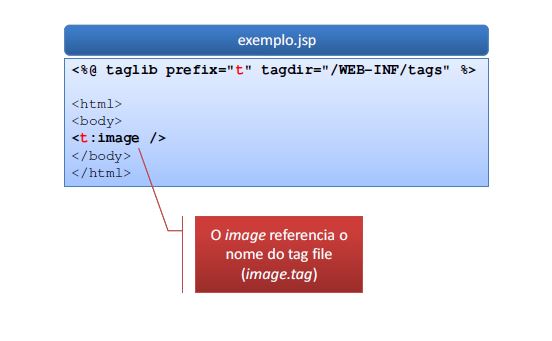 exemplo.jsp
<%@ taglib prefix="t" tagdir="/WEB-INF/tags" %>
<html>
<body>
<t:image />
</body>
</html>
O image referencia o
nome do tag file
(image.tag)